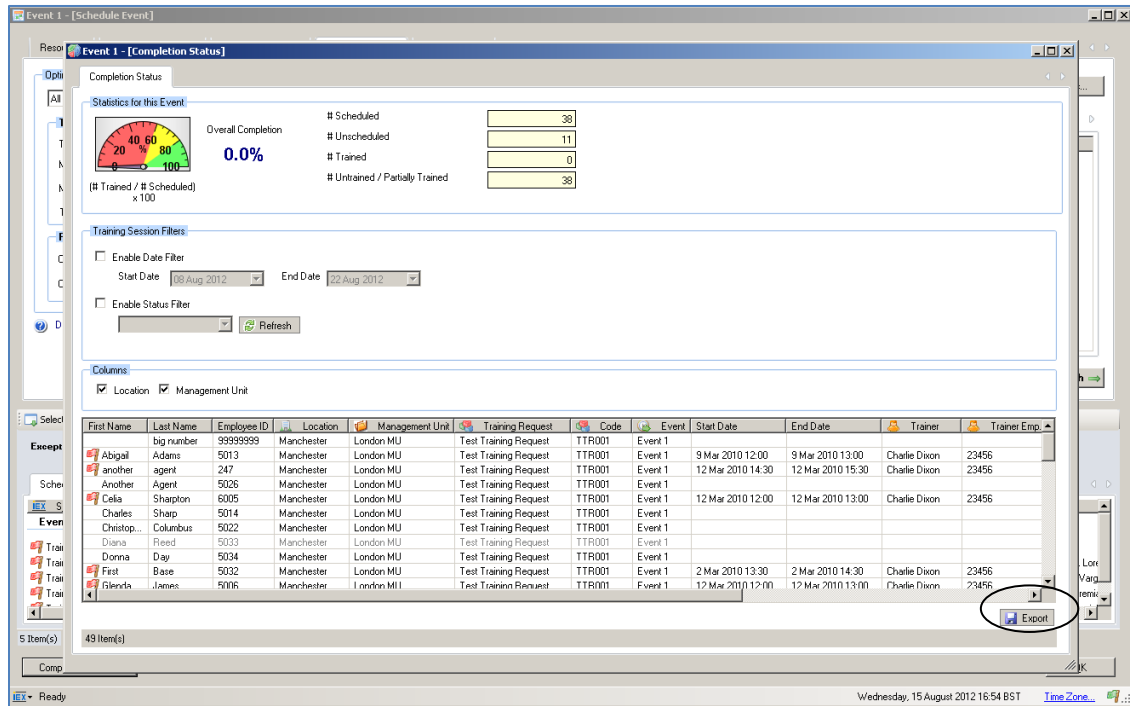 Event 1 - [Schedule Event]
Event 1 - [Completion Status]
Completion Status
Statistics for this Event
0 20 40 60 80 100 %
Overall Completion
0.0%
(# Trained / # Scheduled)
x 100
# Scheduled 38
# Unscheduled 11
# Trained 0
# Untrained / Partially Trained 38
Training Session Filters
Enable Date Filter
Start Date 08 Aug 2012 End Date 22 Aug 2012
Enable Status Filter
Refresh
Columns
Location Management Unit
First Name Last Name Employee ID Location Management Unit Training Request Code Event Start Date End Date Trainer Trainer Emp.
big number 99999999 Manchester London MU Test Training Request TTR001 Event 1
Abigail Adams 5013 Manchester London MU Test Training Request TTR001 Event 1 9 Mar 2010 12:00 9 Mar 2010 13:00 Charlie Dixon 23456
another agent 247 Manchester London MU Test Training Request TTR001 Event 1 12 Mar 2010 14:30 12 Mar 2010 15:30 Charlie Dixon 23456
Another Agent 5026 Manchester London MU Test Training Request TTR001 Event 1
Celia Sharpton 6005 Manchester London MU Test Training Request TTR001 Event 1 12 Mar 2010 12:00 12 Mar 2010 13:00 Charlie Dixon 23456
Charles Sharp 5014 Manchester London MU Test Training Request TTR001 Event 1
Christop... Columbus 5022 Manchester London MU Test Training Request TTR001 Event 1
Diana Reed 5033 Manchester London MU Test Training Request TTR001 Event 1
Donna Day 5034 Manchester London MU Test Training Request TTR001 Event 1
First Base 5032 Manchester London MU Test Training Request TTR001 Event 1 2 Mar 2010 13:30 2 Mar 2010 14:30 Charlie Dixon 23456
Glenda James 5006 Manchester London MU Test Training Request TTR001 Event 1 12 Mar 2010 12:00 12 Mar 2010 13:00 Charlie Dixon 23456
Export
5 Item(s) 49 Item(s)
IEX Ready Wednesday, 15 August 2012 16:54 BST Time Zone...